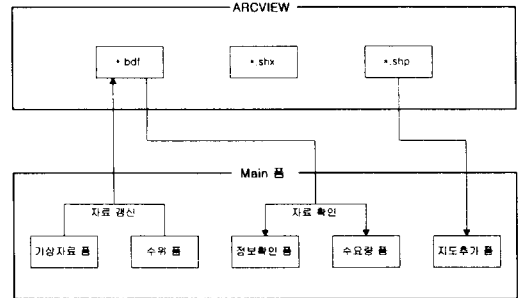 ARCVIEW
*.bdf
*.shx
*.shp
Main 폼
자료 갱신
자료 확인
기상자료 폼
수위 폼
정보확인 폼
수요량 폼
지도추가 폼